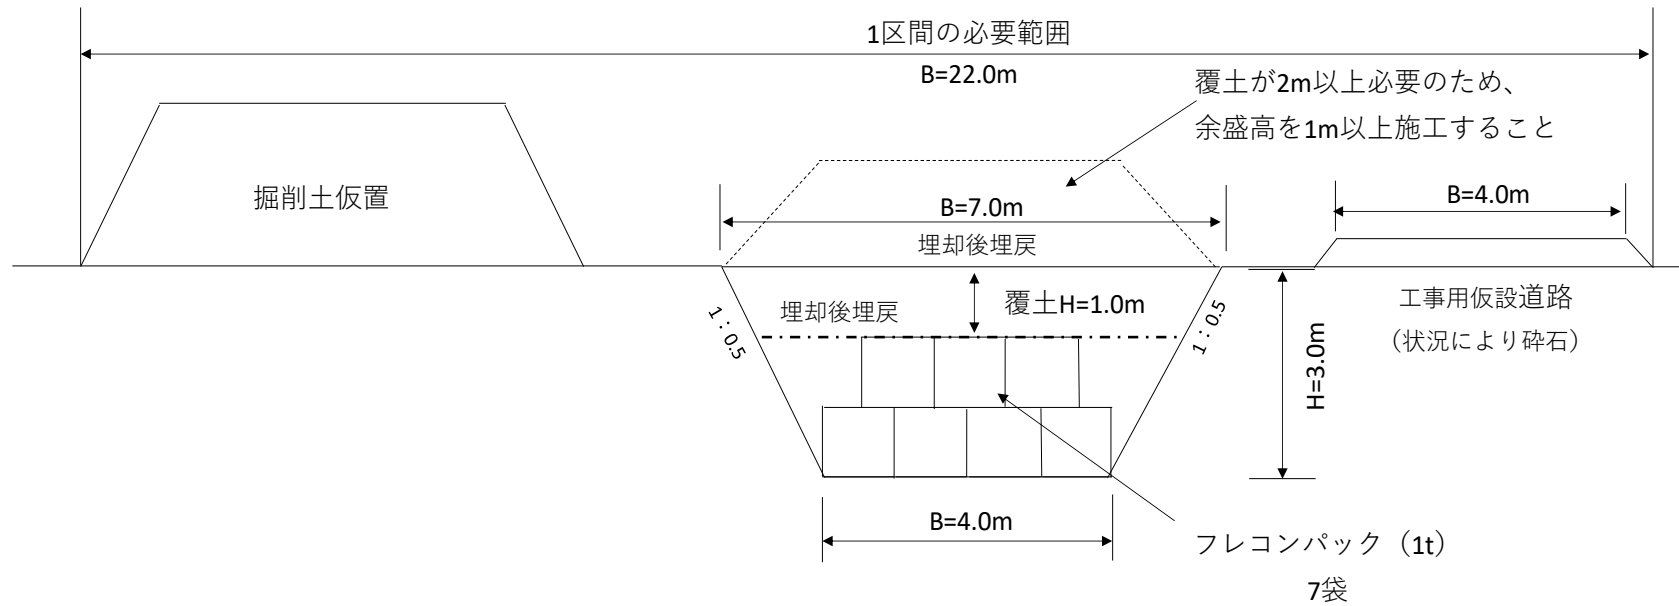 1区間の必要範囲
B=22.0m
覆土が2m以上必要のため、
余盛高を1m以上施工すること
掘削土仮置
B=7.0m
B=4.0m
埋却後埋戻
埋却後埋戻
覆土H=1.0m
1：0.5
1：0.5
H=3.0m
工事用仮設道路
（状況により砕石）
B=4.0m
フレコンパック（1t）
7袋